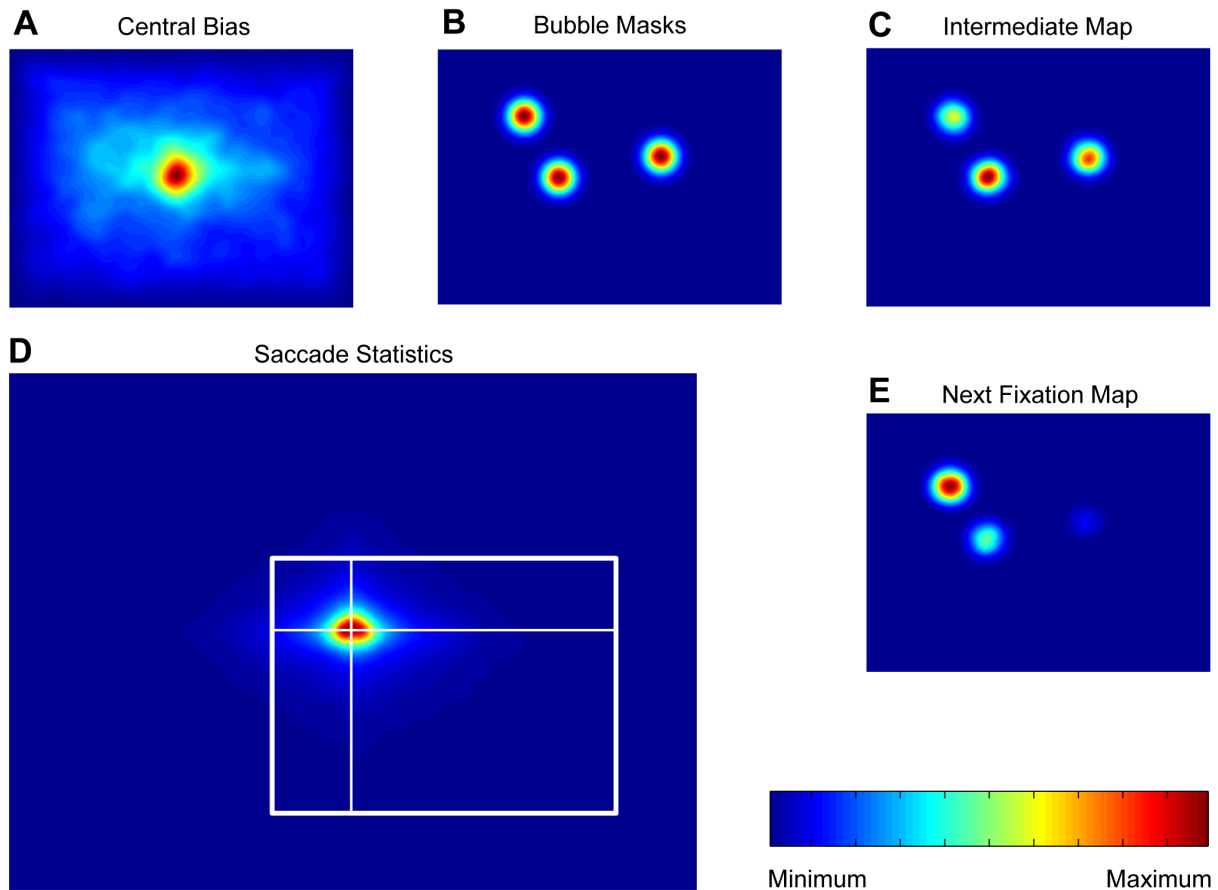 A Central Bias
B Bubble Masks
C Intermediate Map
D Saccade Statistics
E Next Fixation Map
Minimum Maximum